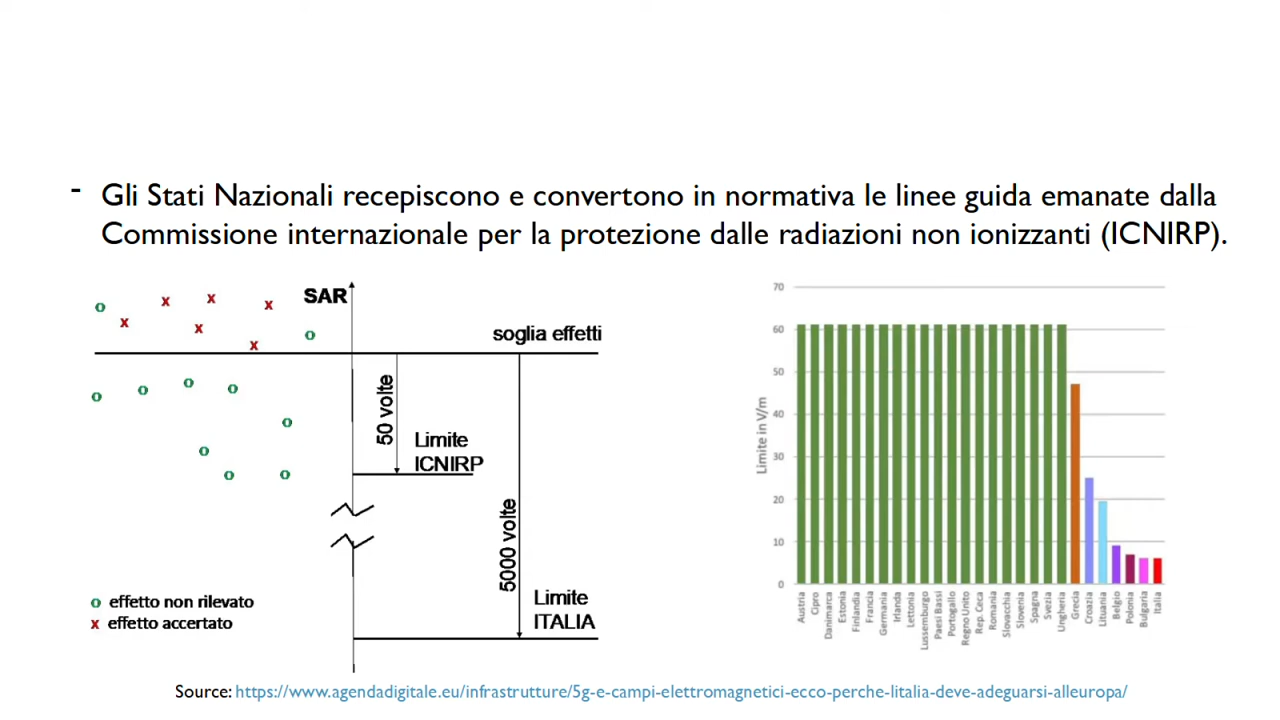 - Gli Stati Nazionali recepiscono e convertono in normativa le linee guida emanate dalla
Commissione internazionale per la protezione dalle radiazioni non ionizzanti (ICNIRP).
SAR
soglia effetti
50 volte
Limite
ICNIRP
5000 volte
Limite
ITALIA
o effetto non rilevato
x effetto accertato
Limite in V/m
70
60
50
40
30
20
10
0
Austria
Cipro
Danimarca
Estonia
Finlandia
Francia
Germania
Irlanda
Lettonia
Lussemburgo
Paesi Bassi
Portogallo
Regno Unito
Rep. Ceca
Romania
Slovacchia
Slovenia
Spagna
Svezia
Ungheria
Grecia
Croazia
Lituania
Belgio
Polonia
Bulgaria
Italia
Source: https://www.agendadigitale.eu/infrastrutture/5g-e-campi-elettromagnetici-ecco-perche-litalia-deve-adeguarsi-alleuropa/